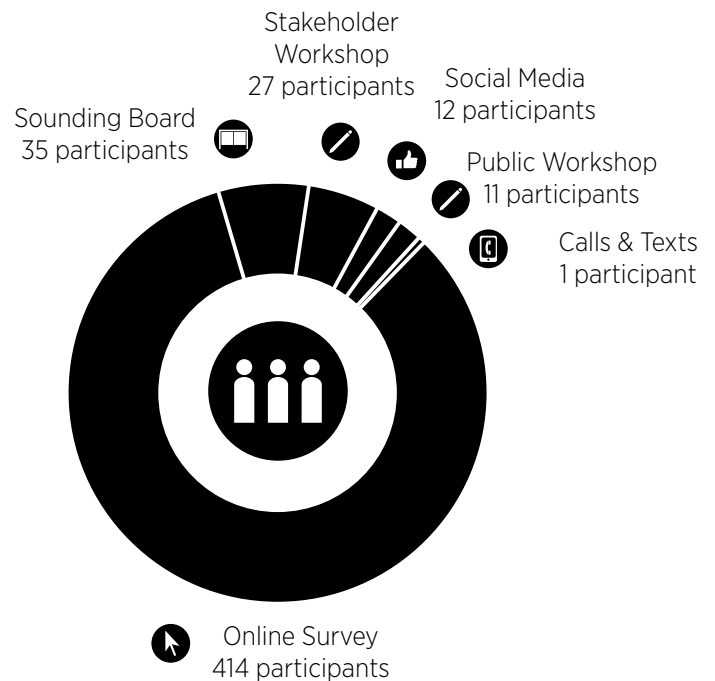 Stakeholder
Workshop
27 participants
Social Media
12 participants
Sounding Board
35 participants
Public Workshop
11 participants
Calls & Texts
1 participant
Online Survey
414 participants